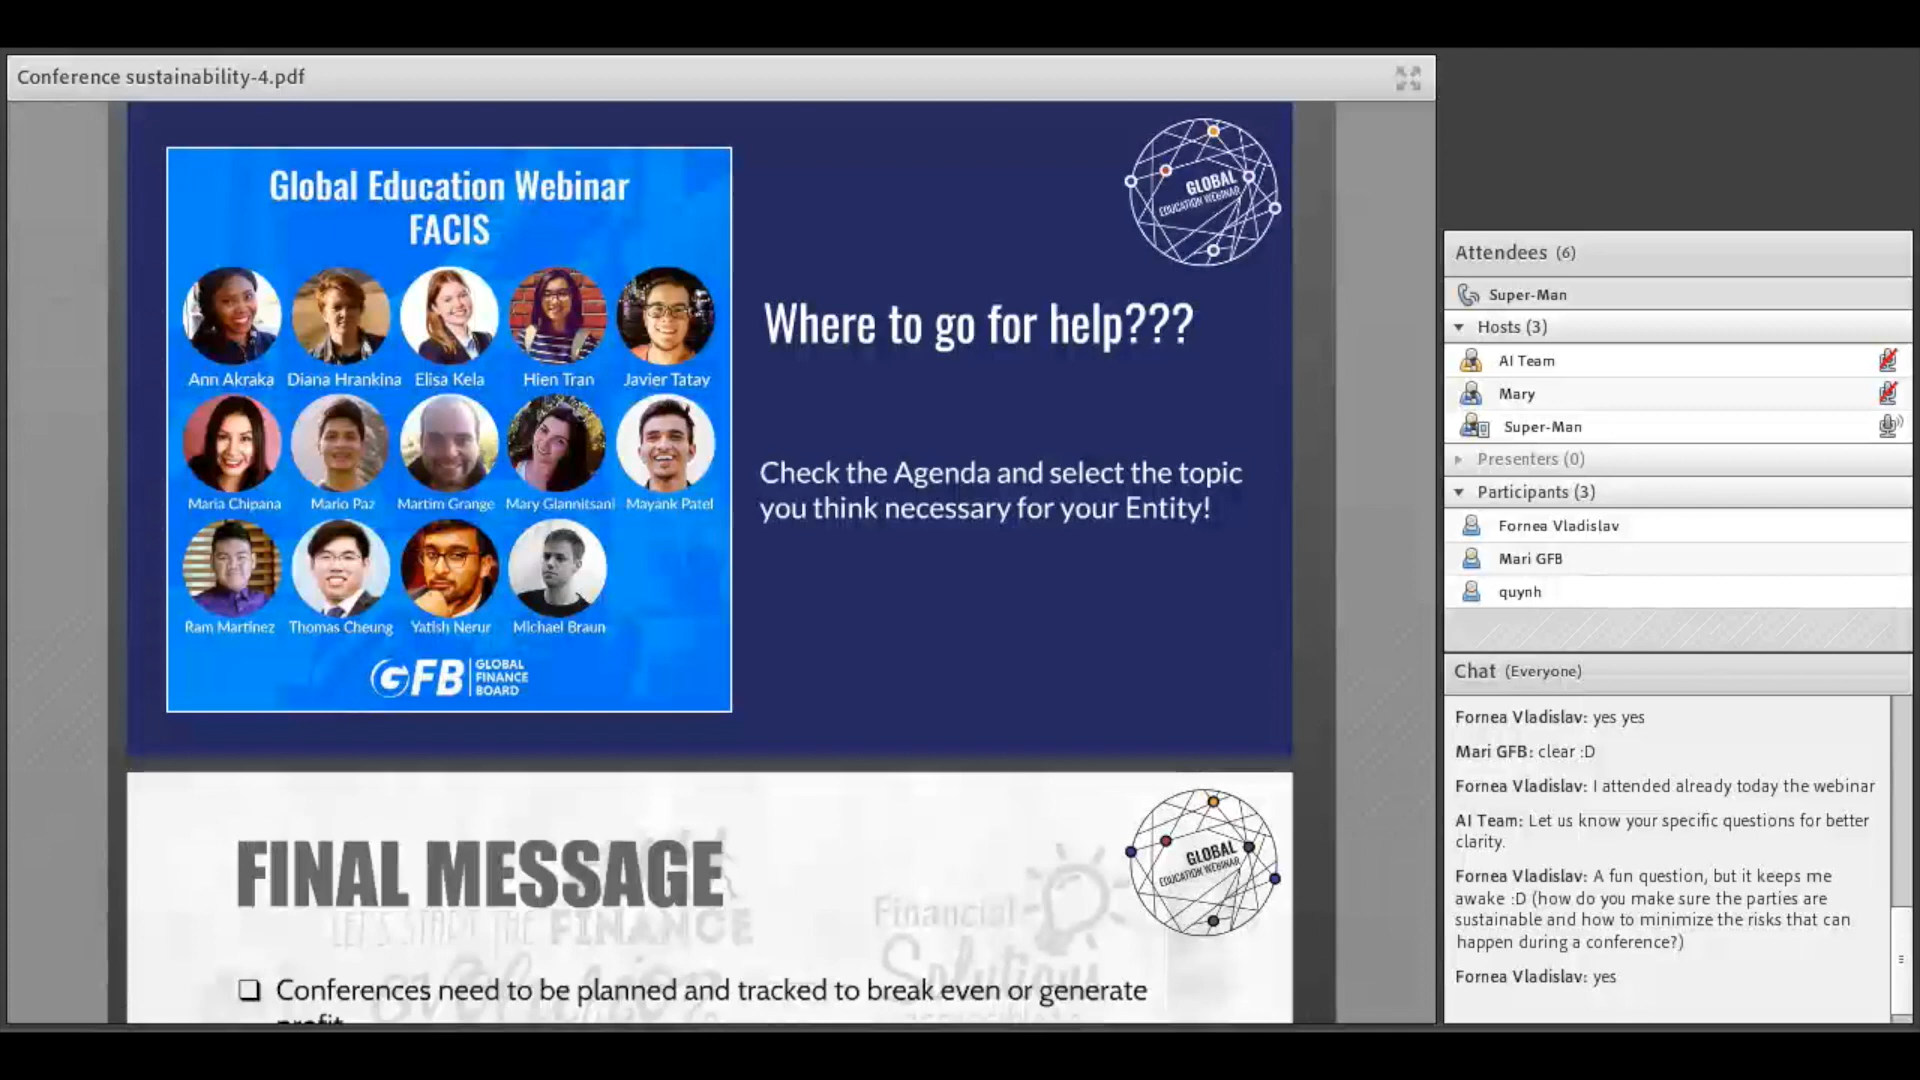 Conference sustainability-4.pdf
Global Education Webinar
FACIS
Ann Akraka Diana Hrankina Elisa Kela Hien Tran Javier Tatay
Maria Chipana Mario Paz Martim Grange Mary Giannitsani Mayank Patel
Ram Martinez Thomas Cheung Yatish Nerur Michael Braun
GFB GLOBAL
FINANCE
BOARD
GLOBAL
EDUCATION WEBINAR
Where to go for help???
Check the Agenda and select the topic
you think necessary for your Entity!
GLOBAL
EDUCATION WEBINAR
FINAL MESSAGE
LET'S START THE FINANCE
Financial
Solutions
❑ Conferences need to be planned and tracked to break even or generate
profit
Attendees (6)
Super-Man
Hosts (3)
AI Team
Mary
Super-Man
Presenters (0)
Participants (3)
Fornea Vladislav
Mari GFB
quynh
Chat (Everyone)
Fornea Vladislav: yes yes
Mari GFB: clear :D
Fornea Vladislav: I attended already today the webinar
AI Team: Let us know your specific questions for better
clarity.
Fornea Vladislav: A fun question, but it keeps me
awake :D (how do you make sure the parties are
sustainable and how to minimize the risks that can
happen during a conference?)
Fornea Vladislav: yes